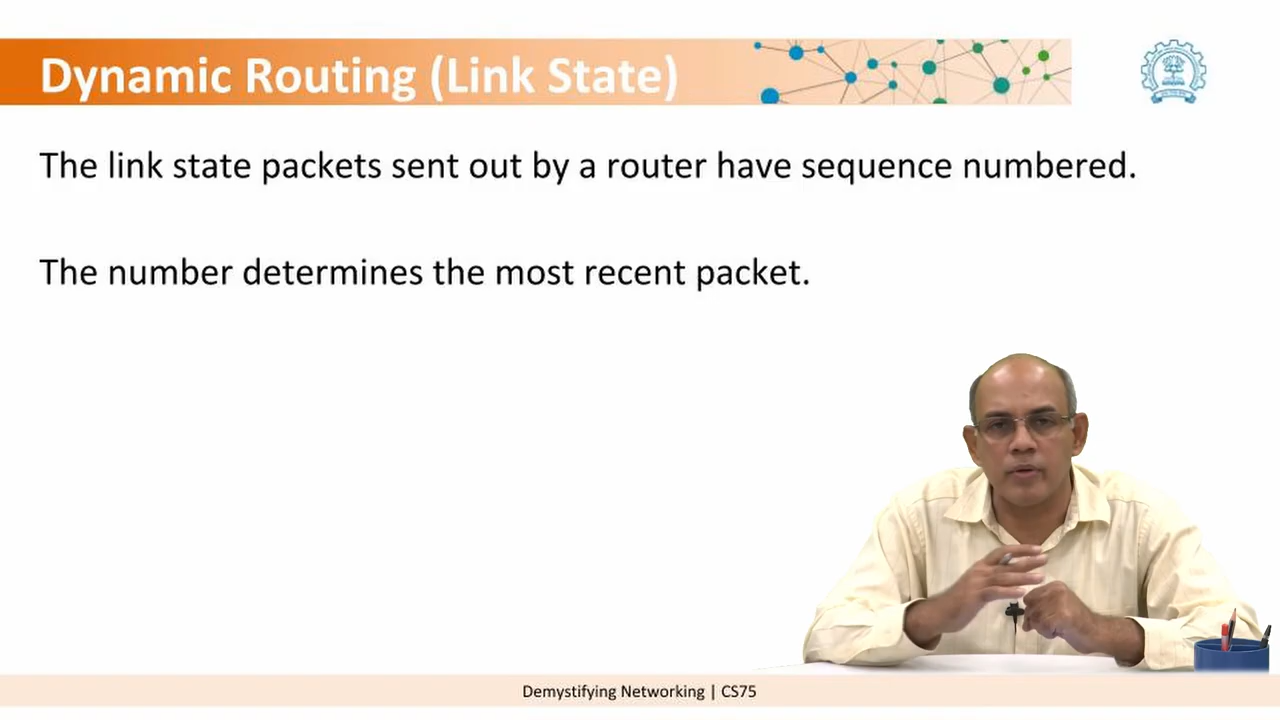 Dynamic Routing (Link State)
The link state packets sent out by a router have sequence numbered.
The number determines the most recent packet.
Demystifying Networking | CS75